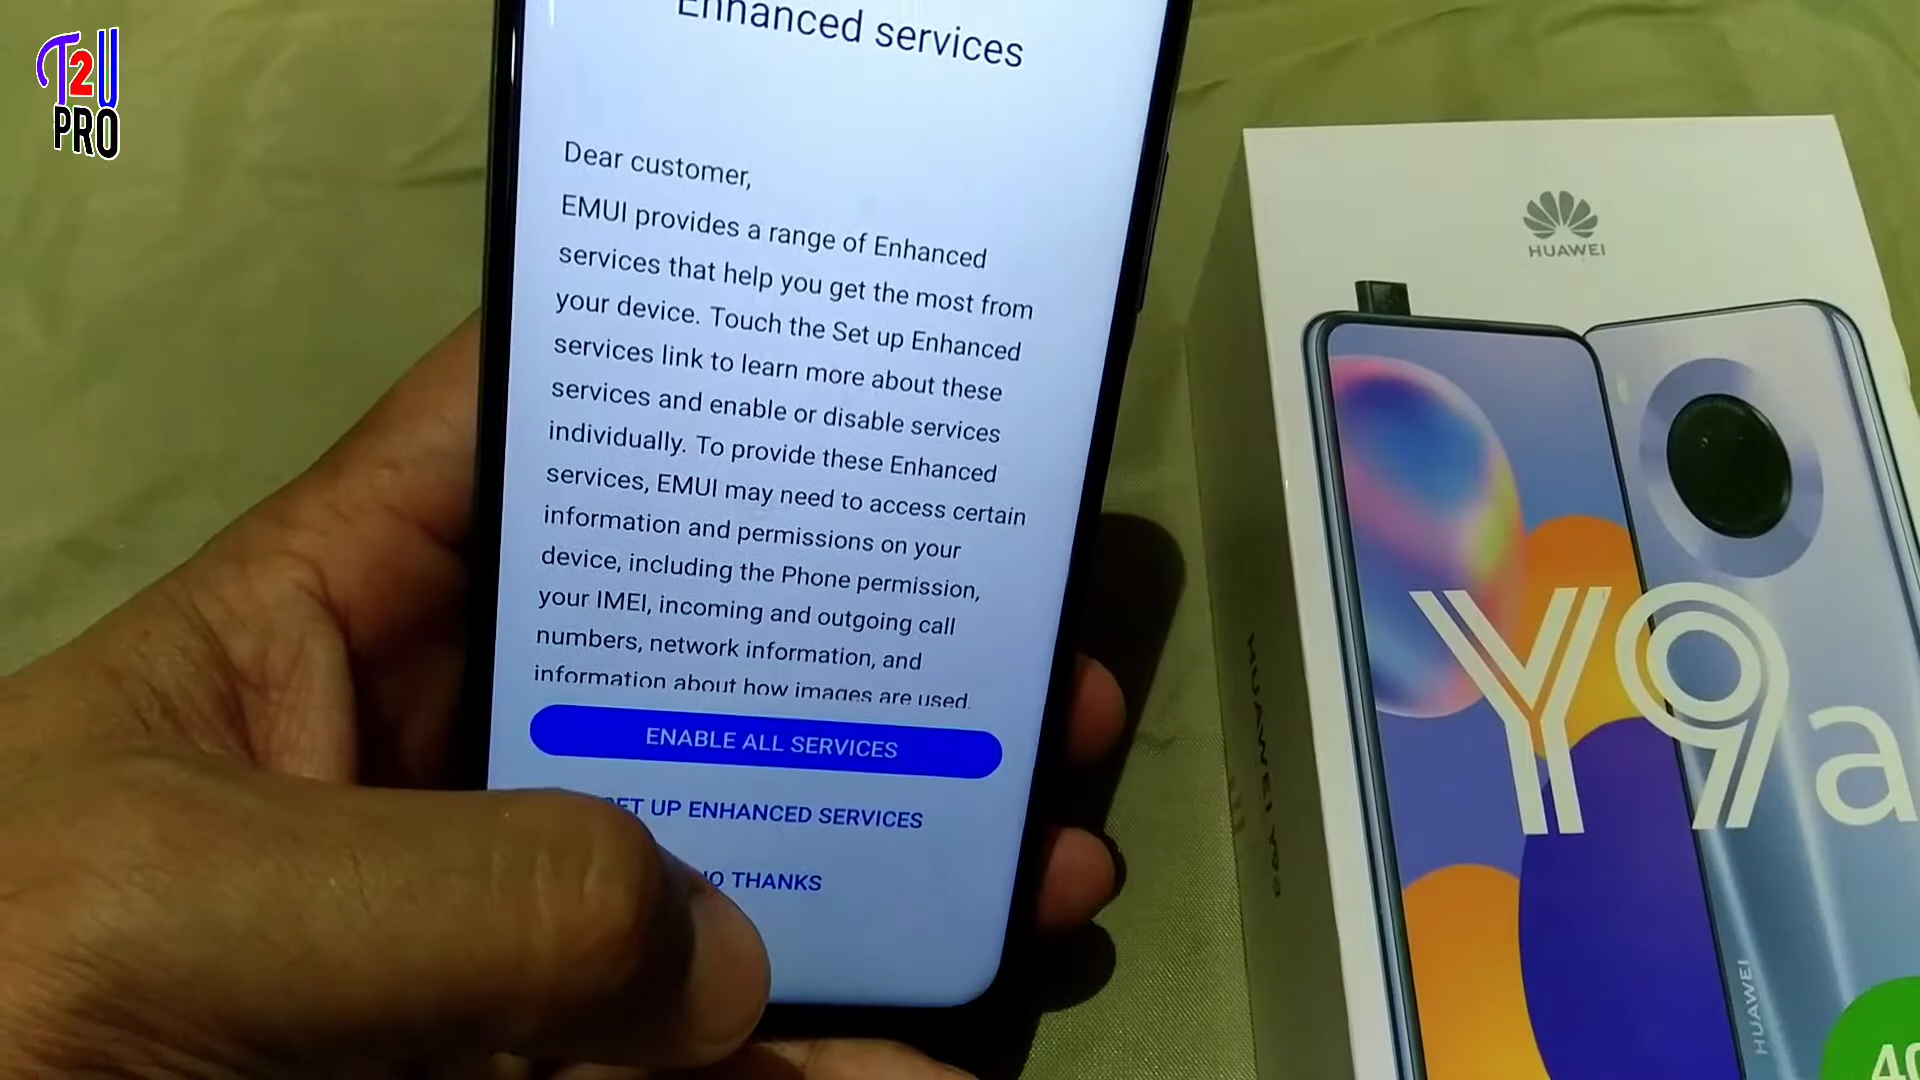 T2U
PRO
Enhanced services
Dear customer,
EMUI provides a range of Enhanced
services that help you get the most from
your device. Touch the Set up Enhanced
services link to learn more about these
services and enable or disable services
individually. To provide these Enhanced
services, EMUI may need to access certain
information and permissions on your
device, including the Phone permission,
your IMEI, incoming and outgoing call
numbers, network information, and
information about how images are used.
ENABLE ALL SERVICES
SET UP ENHANCED SERVICES
NO THANKS
HUAWEI
Y9a
HUAWEI
HUAWEI Y9a